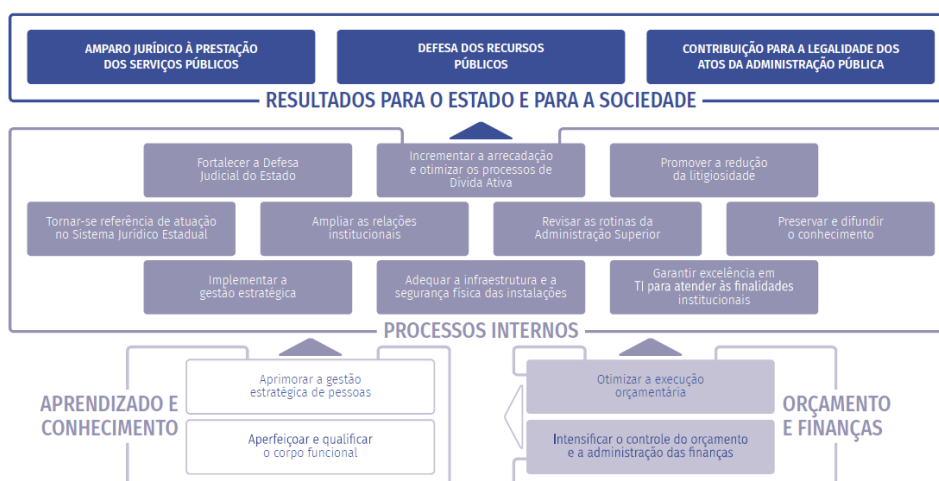 AMPARO JURÍDICO À PRESTAÇÃO
DOS SERVIÇOS PÚBLICOS
DEFESA DOS RECURSOS
PÚBLICOS
CONTRIBUIÇÃO PARA A LEGALIDADE DOS
ATOS DA ADMINISTRAÇÃO PÚBLICA
RESULTADOS PARA O ESTADO E PARA A SOCIEDADE
Fortalecer a Defesa
Judicial do Estado
Incrementar a arrecadação
e otimizar os processos de
Dívida Ativa
Promover a redução
da litigiosidade
Tornar-se referência de atuação
no Sistema Jurídico Estadual
Ampliar as relações
institucionais
Revisar as rotinas da
Administração Superior
Preservar e difundir
o conhecimento
Implementar a
gestão estratégica
Adequar a infraestrutura e a
segurança física das instalações
Garantir excelência em
TI para atender às finalidades
institucionais
PROCESSOS INTERNOS
APRENDIZADO E
CONHECIMENTO
Aprimorar a gestão
estratégica de pessoas
Aperfeiçoar e qualificar
o corpo funcional
Otimizar a execução
orçamentária
Intensificar o controle do orçamento
e a administração das finanças
ORÇAMENTO
E FINANÇAS